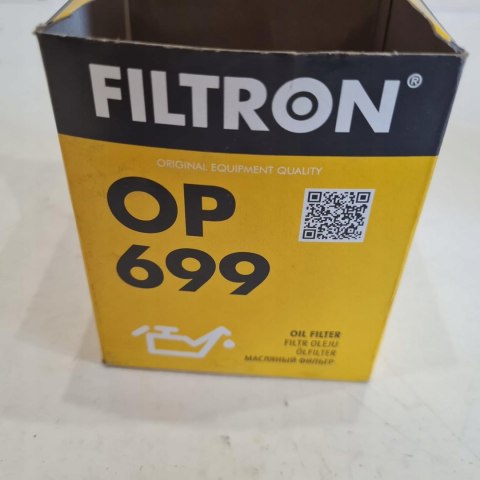 FILTRON®
ORIGINAL EQUIPMENT QUALITY
OP
699
OIL FILTER
FILTR OLEJU
ÖLFILTER
МАСЛЯНЫЙ ФИЛЬТР